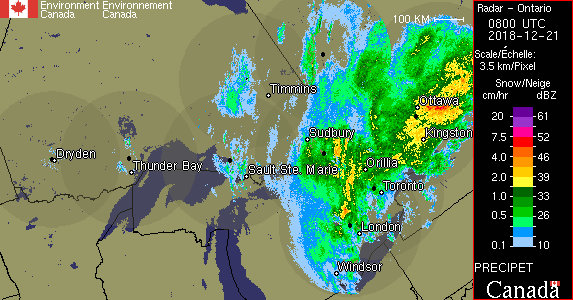 Environment Environnement
Canada Canada
100 KM
Radar - Ontario
0800 UTC
2018-12-21
Scale/Échelle:
3.5 km/Pixel
Snow/Neige
cm/hr dBZ
20 61
7.5 52
4.0 46
2.0 39
1.0 33
0.5 26
0.1 10
PRECIPET
Canada
Timmins
Ottawa
Sudbury
Kingston
Dryden
Thunder Bay
Sault Ste. Marie
Orillia
Toronto
London
Windsor